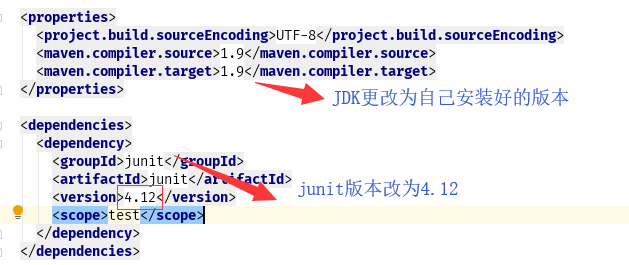 <properties>
<project.build.sourceEncoding>UTF-8</project.build.sourceEncoding>
<maven.compiler.source>1.9</maven.compiler.source>
<maven.compiler.target>1.9</maven.compiler.target>
</properties>
JDK更改为自己安装好的版本
<dependencies>
<dependency>
<groupId>junit</groupId>
<artifactId>junit</artifactId>
junit版本改为4.12
<version>4.12</version>
<scope>test</scope>
</dependency>
</dependencies>